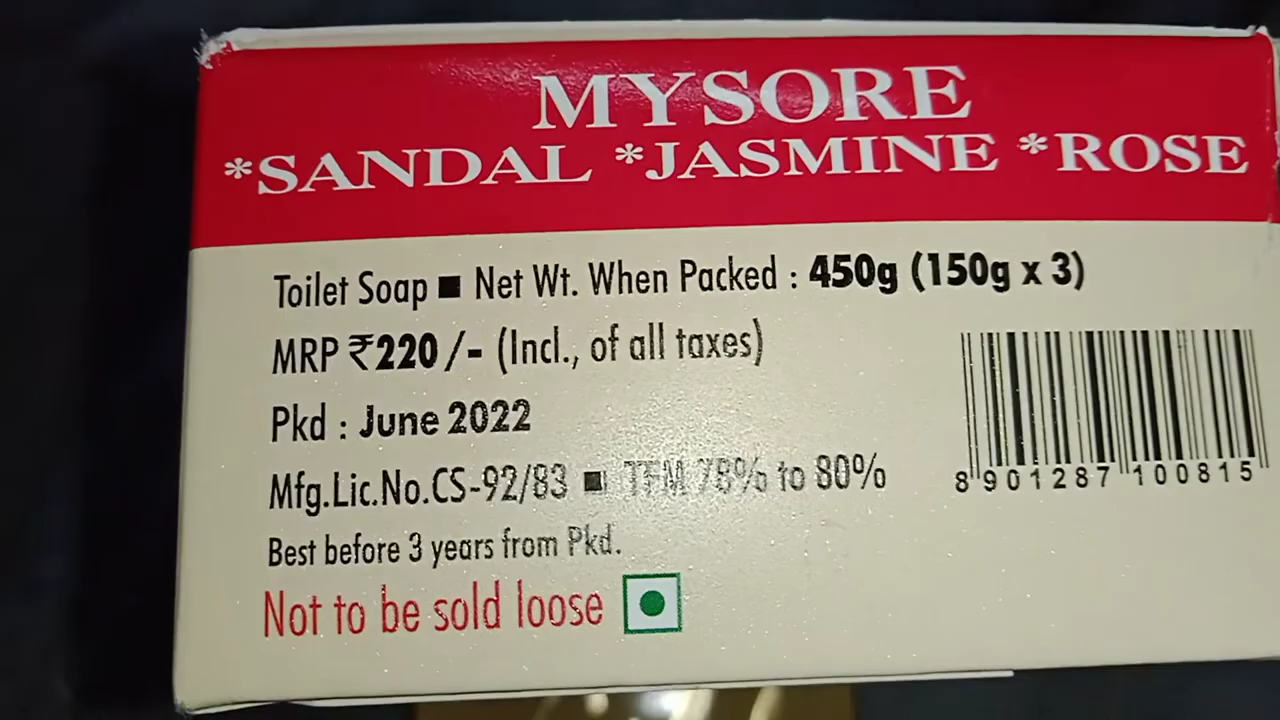 MYSORE
*SANDAL *JASMINE *ROSE
Toilet Soap ■ Net Wt. When Packed : 450g (150g x 3)
MRP ₹220/- (Incl., of all taxes)
Pkd : June 2022
Mfg.Lic.No.CS-92/83 ■ TFM 78% to 80%
Best before 3 years from Pkd.
Not to be sold loose
8 901287 100815